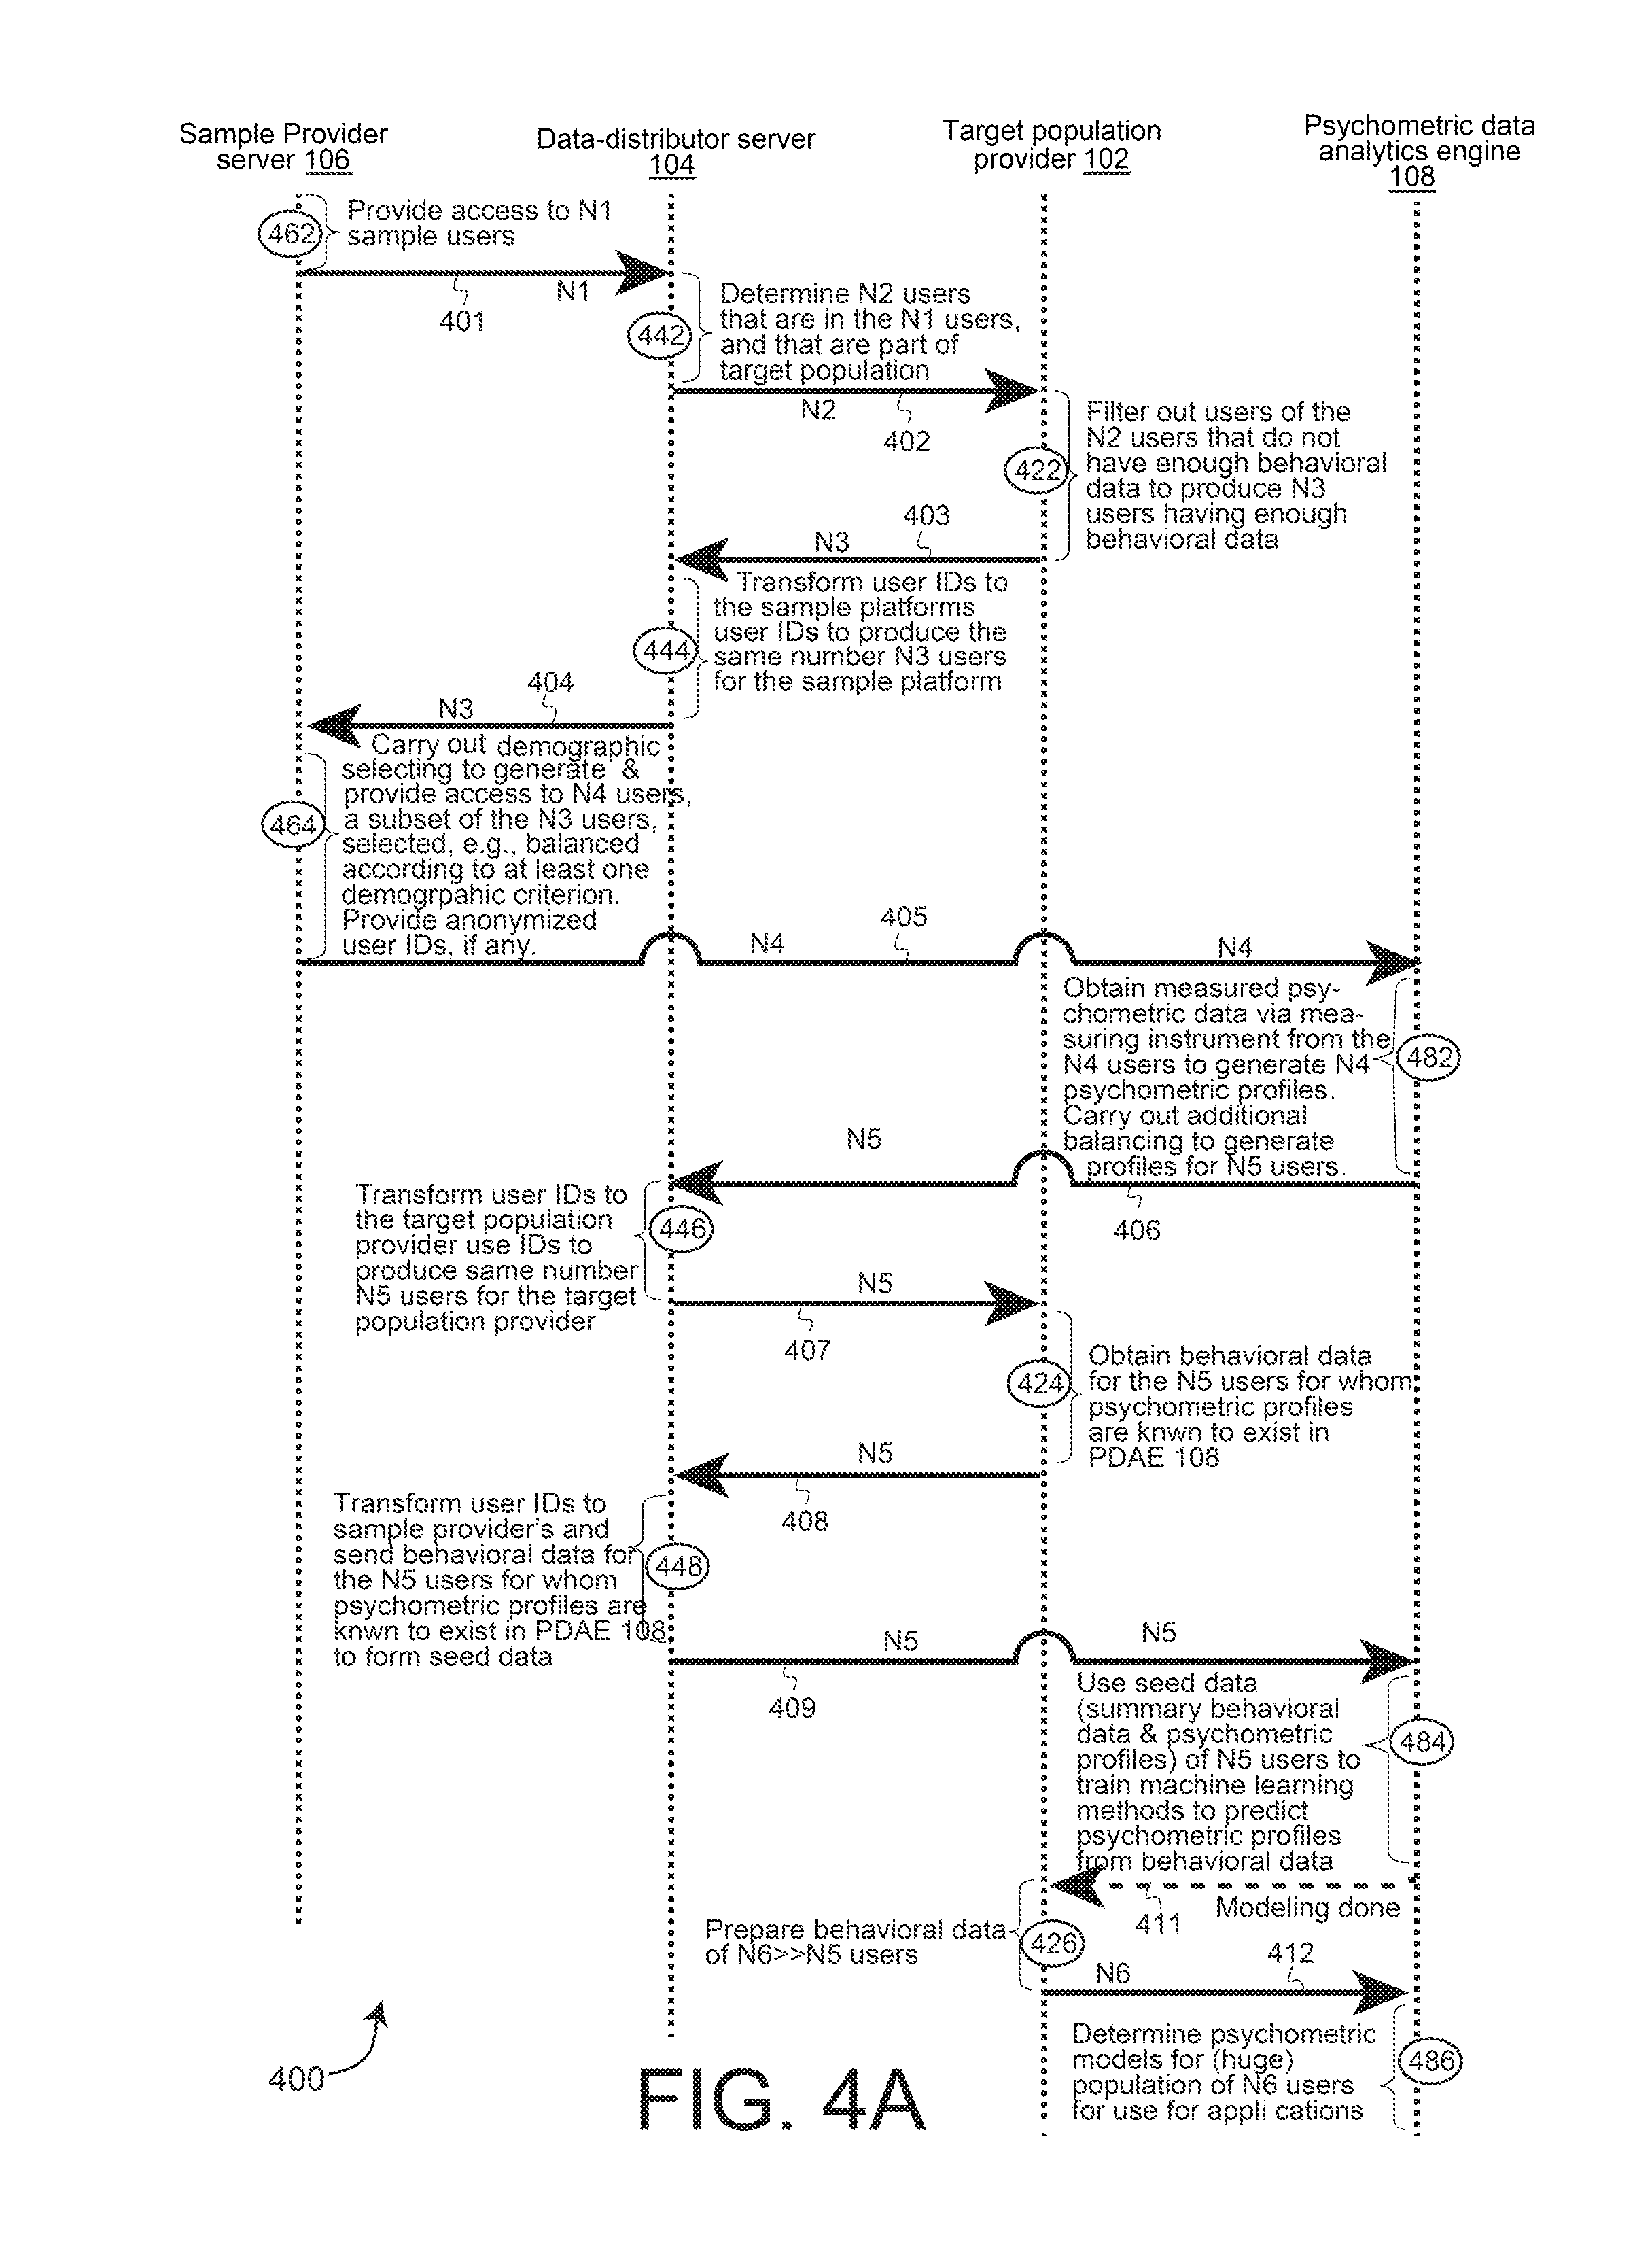 Sample Provider
server 106
Data-distributor server
104
Target population
provider 102
Psychometric data
analytics engine
108
462
Provide access to N1
sample users
N1
401
442
Determine N2 users
that are in the N1 users,
and that are part of
target population
N2
402
422
Filter out users of the
N2 users that do not
have enough behavioral
data to produce N3
users having enough
behavioral data
403
N3
444
Transform user IDs to
the sample platforms
user IDs to produce the
same number N3 users
for the sample platform
404
N3
464
Carry out demographic
selecting to generate &
provide access to N4 users,
a subset of the N3 users,
selected, e.g., balanced
according to at least one
demogrpahic criterion.
Provide anonymized
user IDs, if any.
405
N4
N4
Obtain measured psy-
chometric data via mea-
suring instrument from the
N4 users to generate N4
psychometric profiles.
Carry out additional
balancing to generate
profiles for N5 users.
482
N5
406
Transform user IDs to
the target population
provider use IDs to
produce same number
N5 users for the target
population provider
446
N5
407
424
Obtain behavioral data
for the N5 users for whom
psychometric profiles
are knwn to exist in
PDAE 108
N5
408
Transform user IDs to
sample provider's and
send behavioral data for
the N5 users for whom
psychometric profiles are
knwn to exist in PDAE 108
to form seed data
448
N5
N5
409
Use seed data
(summary behavioral
data & psychometric
profiles) of N5 users to
train machine learning
methods to predict
psychometric profiles
from behavioral data
484
Modeling done
411
Prepare behavioral data
of N6>>N5 users
426
N6
412
Determine psychometric
models for (huge)
population of N6 users
for use for appli cations
486
400
FIG. 4A